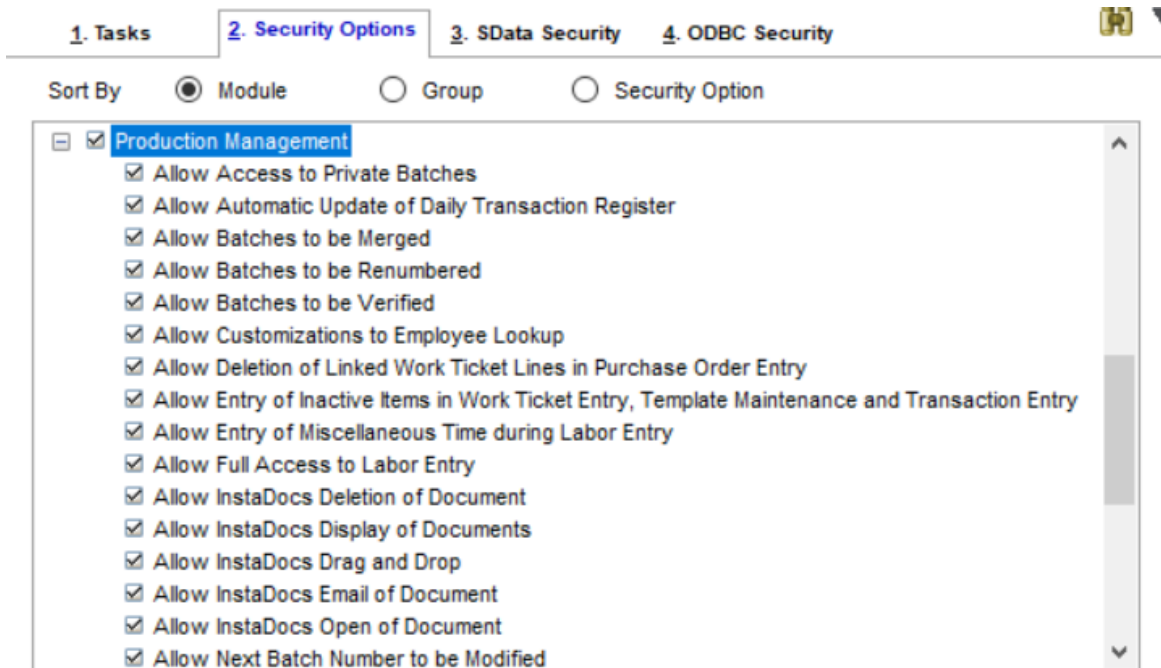 1. Tasks 2. Security Options 3. SData Security 4. ODBC Security
Sort By Module Group Security Option
Production Management
Allow Access to Private Batches
Allow Automatic Update of Daily Transaction Register
Allow Batches to be Merged
Allow Batches to be Renumbered
Allow Batches to be Verified
Allow Customizations to Employee Lookup
Allow Deletion of Linked Work Ticket Lines in Purchase Order Entry
Allow Entry of Inactive Items in Work Ticket Entry, Template Maintenance and Transaction Entry
Allow Entry of Miscellaneous Time during Labor Entry
Allow Full Access to Labor Entry
Allow InstaDocs Deletion of Document
Allow InstaDocs Display of Documents
Allow InstaDocs Drag and Drop
Allow InstaDocs Email of Document
Allow InstaDocs Open of Document
Allow Next Batch Number to be Modified